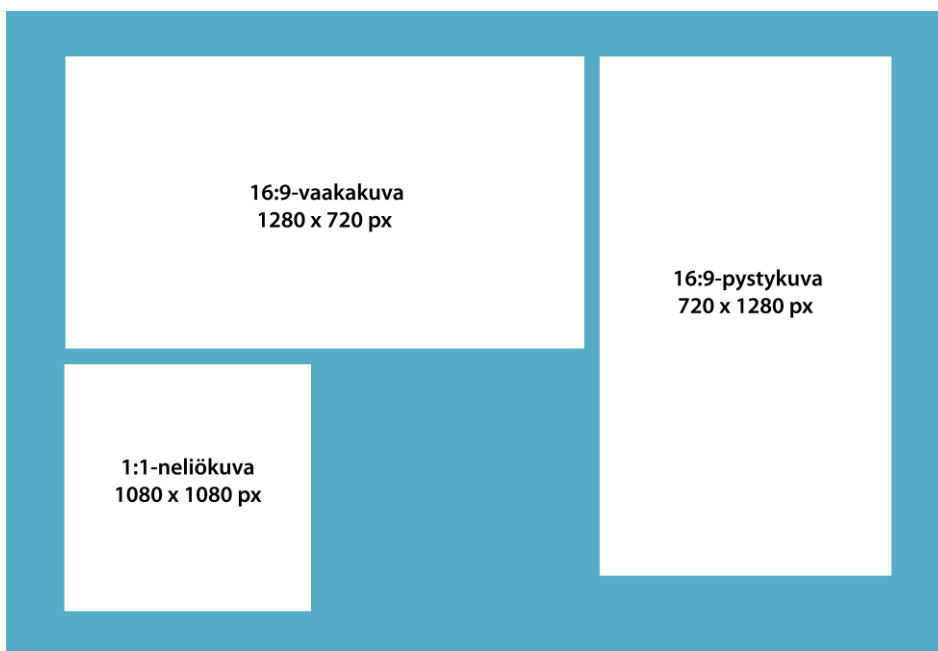 16:9-vaakakuva
1280 x 720 px
16:9-pystykuva
720 x 1280 px
1:1-neliökuva
1080 x 1080 px